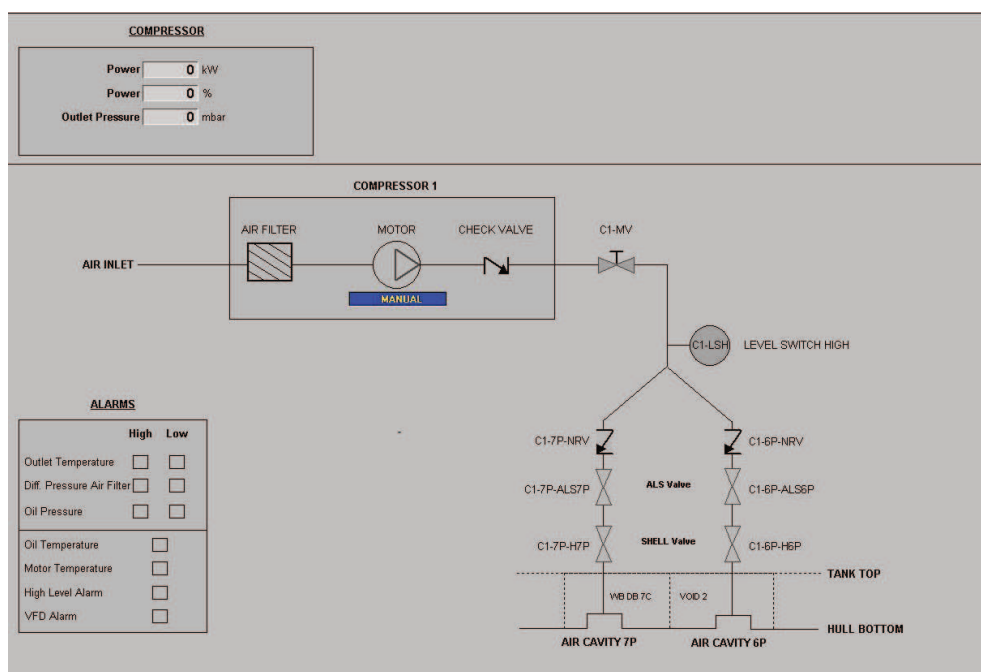 COMPRESSOR
Power 0 kW
Power 0 %
Outlet Pressure 0 mbar
COMPRESSOR 1
AIR FILTER MOTOR CHECK VALVE C1-MV
AIR INLET
MANUAL
C1-LSH LEVEL SWITCH HIGH
ALARMS
High Low
Outlet Temperature
Diff. Pressure Air Filter
Oil Pressure
Oil Temperature
Motor Temperature
High Level Alarm
VFD Alarm
C1-7P-NRV C1-6P-NRV
C1-7P-ALS7P ALS Valve C1-6P-ALS6P
C1-7P-H7P SHELL Valve C1-6P-H6P
TANK TOP
WB DB 7C VOID 2
HULL BOTTOM
AIR CAVITY 7P AIR CAVITY 6P